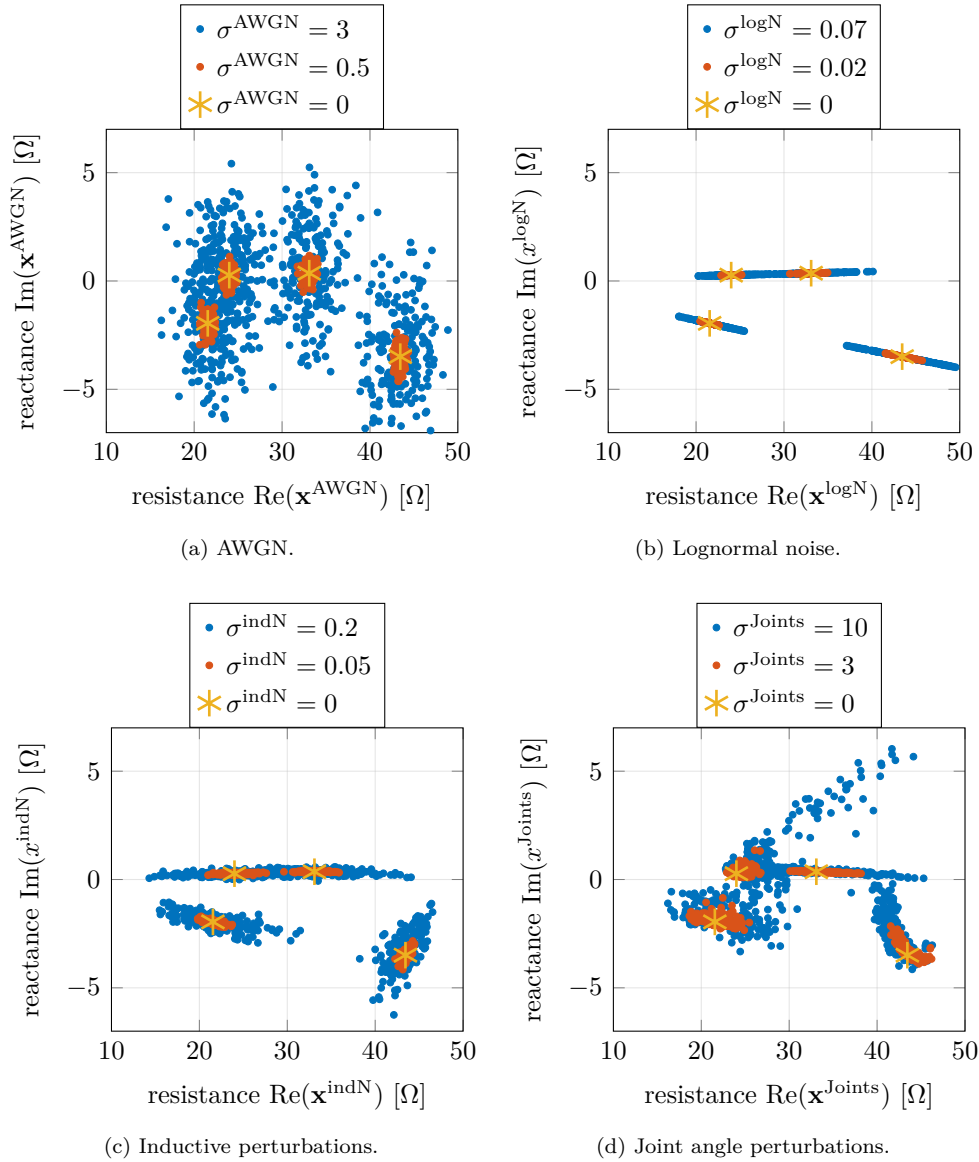 σ^AWGN = 3
σ^AWGN = 0.5
σ^AWGN = 0
reactance Im(𝐱^AWGN) [Ω]
5
0
−5
10 20 30 40 50
resistance Re(𝐱^AWGN) [Ω]
(a) AWGN.
σ^logN = 0.07
σ^logN = 0.02
σ^logN = 0
reactance Im(x^logN) [Ω]
5
0
−5
10 20 30 40 50
resistance Re(𝐱^logN) [Ω]
(b) Lognormal noise.
σ^indN = 0.2
σ^indN = 0.05
σ^indN = 0
reactance Im(x^indN) [Ω]
5
0
−5
10 20 30 40 50
resistance Re(𝐱^indN) [Ω]
(c) Inductive perturbations.
σ^Joints = 10
σ^Joints = 3
σ^Joints = 0
reactance Im(x^Joints) [Ω]
5
0
−5
10 20 30 40 50
resistance Re(𝐱^Joints) [Ω]
(d) Joint angle perturbations.